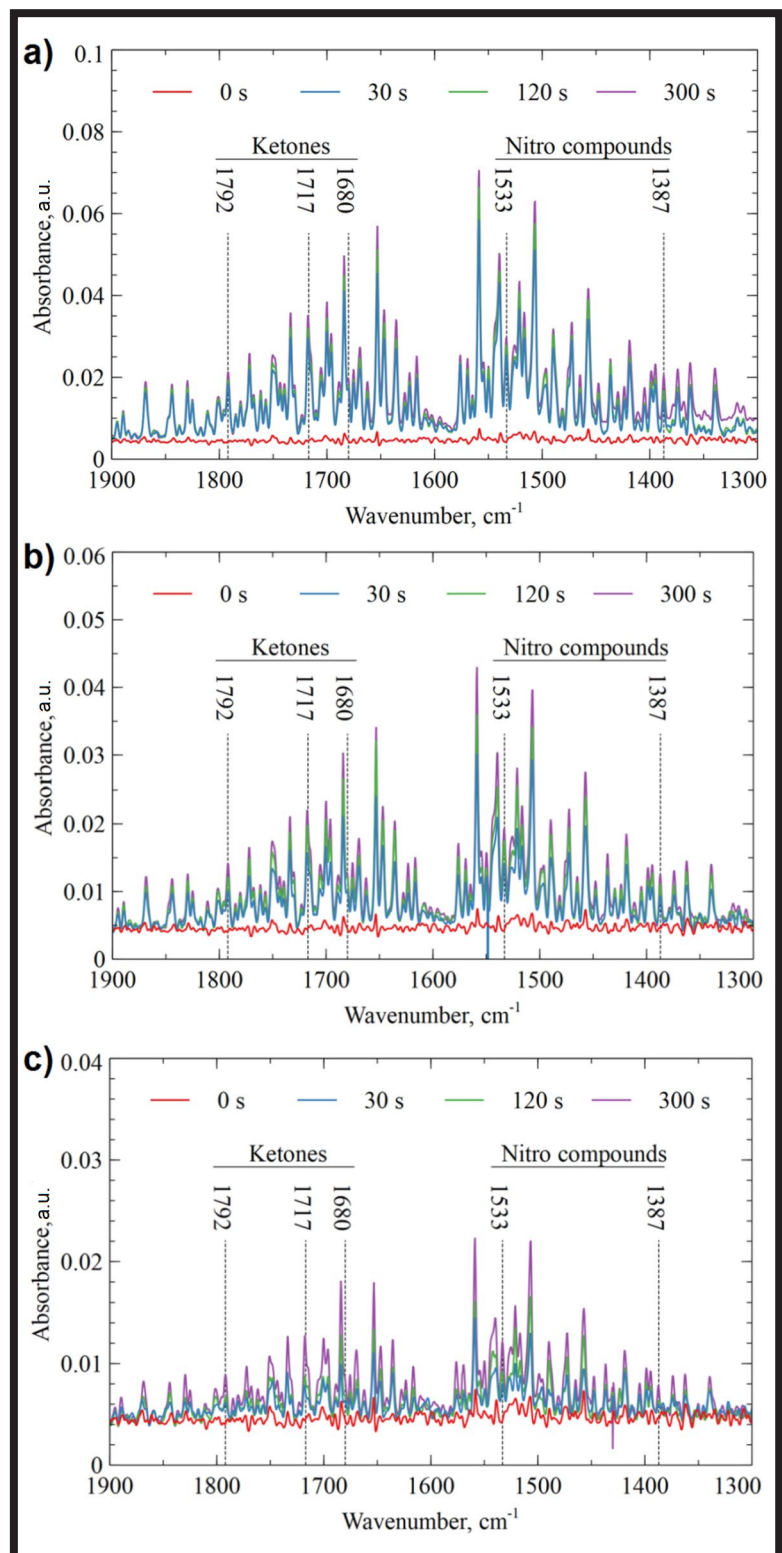 a)
0.1
0.08
0.06
0.04
0.02
0
Absorbance, a.u.
0 s 30 s 120 s 300 s
Ketones Nitro compounds
1792 1717 1680 1533 1387
1900 1800 1700 1600 1500 1400 1300
Wavenumber, cm⁻¹
b)
0.06
0.05
0.04
0.03
0.02
0.01
0
Absorbance, a.u.
0 s 30 s 120 s 300 s
Ketones Nitro compounds
1792 1717 1680 1533 1387
1900 1800 1700 1600 1500 1400 1300
Wavenumber, cm⁻¹
c)
0.04
0.03
0.02
0.01
0
Absorbance, a.u.
0 s 30 s 120 s 300 s
Ketones Nitro compounds
1792 1717 1680 1533 1387
1900 1800 1700 1600 1500 1400 1300
Wavenumber, cm⁻¹